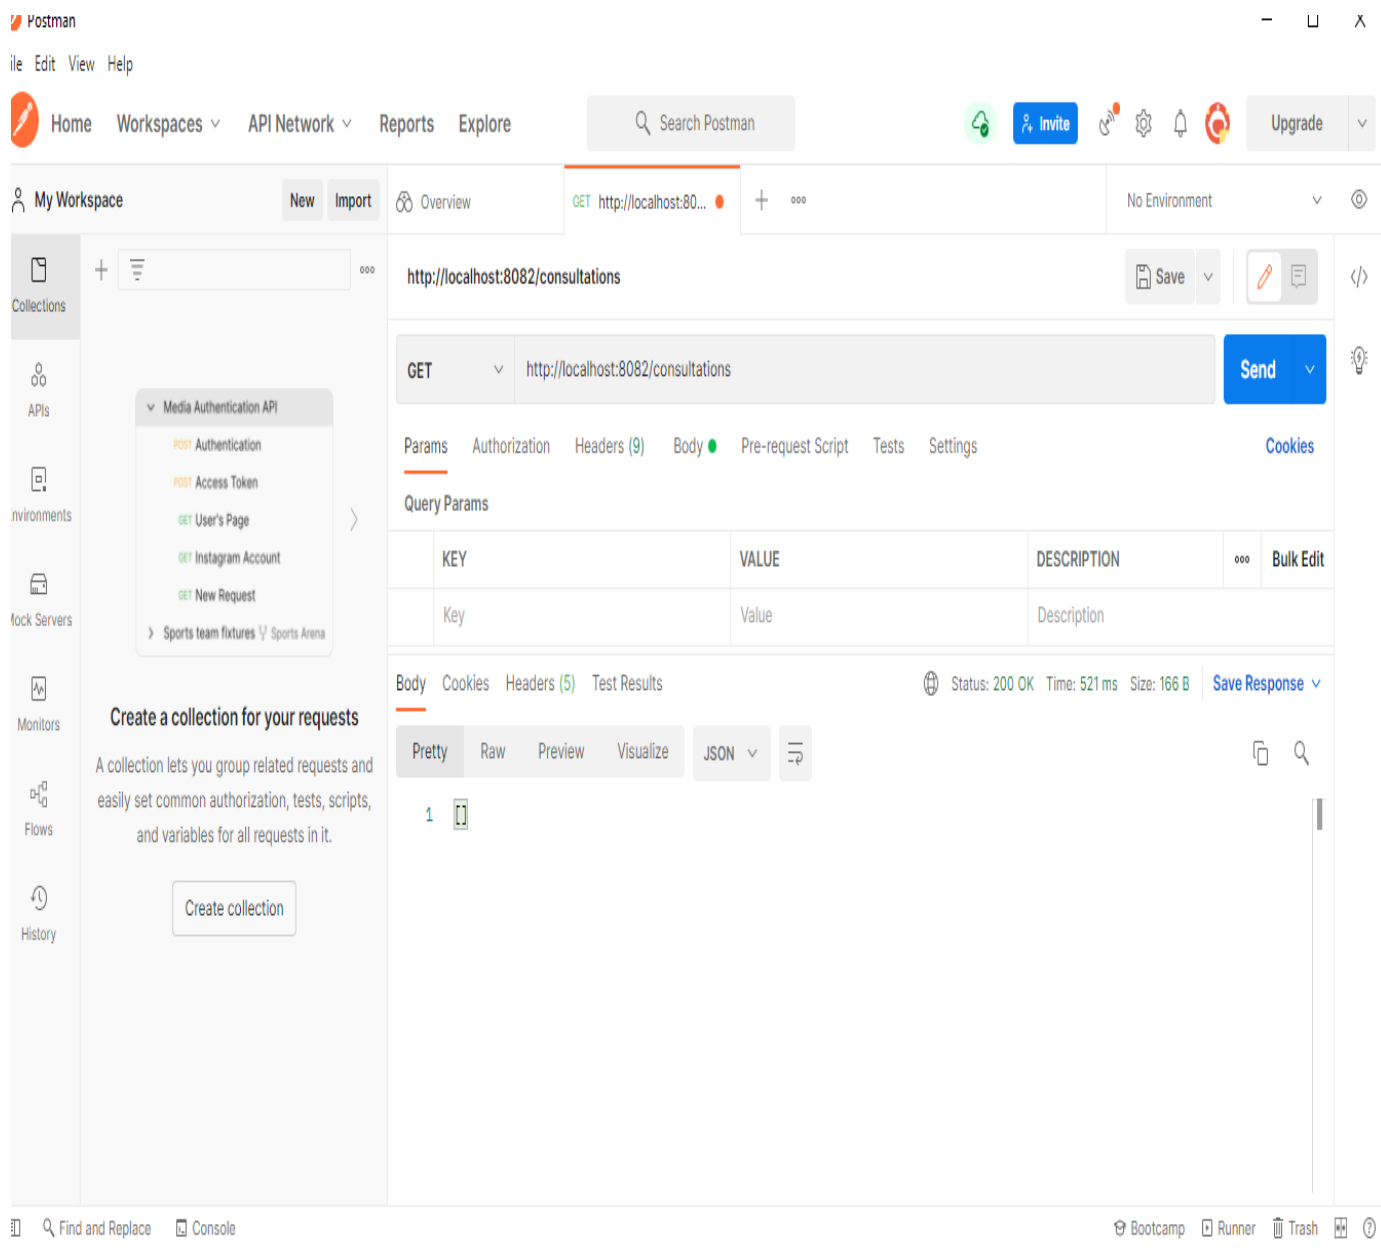 Postman
ile Edit View Help
Home Workspaces API Network Reports Explore Search Postman Invite Upgrade
My Workspace New Import Overview GET http://localhost:80... No Environment
Collections
http://localhost:8082/consultations Save
APIs
GET http://localhost:8082/consultations Send
Media Authentication API
POST Authentication
POST Access Token
GET User's Page
GET Instagram Account
GET New Request
Sports team fixtures Sports Arena
Params Authorization Headers (9) Body Pre-request Script Tests Settings Cookies
Query Params
KEY VALUE DESCRIPTION Bulk Edit
Key Value Description
nvironments
Mock Servers
Monitors
Flows
History
Create a collection for your requests
A collection lets you group related requests and
easily set common authorization, tests, scripts,
and variables for all requests in it.
Create collection
Body Cookies Headers (5) Test Results Status: 200 OK Time: 521 ms Size: 166 B Save Response
Pretty Raw Preview Visualize JSON
1 []
Find and Replace Console Bootcamp Runner Trash